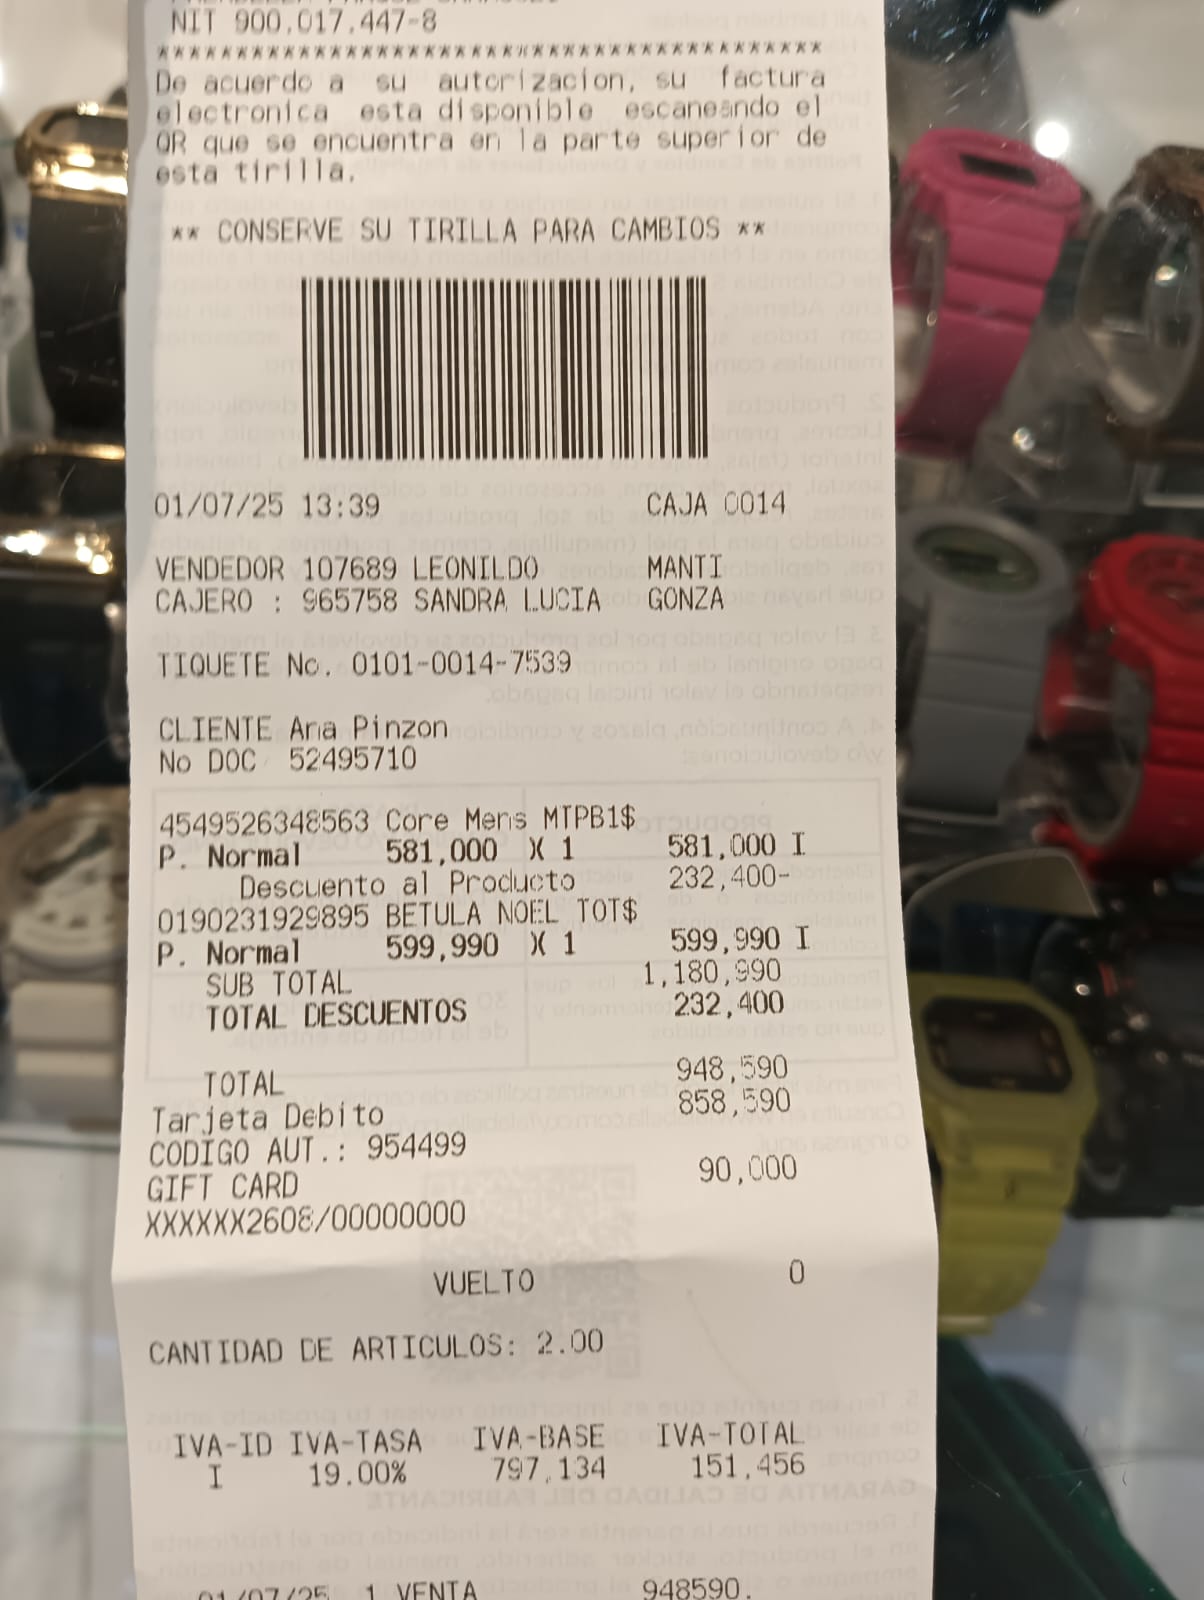 NIT 900.017.447-8
******************************************
De acuerdo a su autorizacion, su factura
electronica esta disponible escaneando el
QR que se encuentra en la parte superior de
esta tirilla.
** CONSERVE SU TIRILLA PARA CAMBIOS **
01/07/25 13:39 CAJA 0014
VENDEDOR 107689 LEONILDO MANTI
CAJERO : 965758 SANDRA LUCIA GONZA
TIQUETE No. 0101-0014-7539
CLIENTE Ana Pinzon
No DOC 52495710
4549526348563 Core Mens MTPB1$
P. Normal 581,000 X 1 581,000 I
Descuento al Producto 232,400-
0190231929895 BETULA NOEL TOT$
P. Normal 599,990 X 1 599,990 I
SUB TOTAL 1,180,990
TOTAL DESCUENTOS 232,400
TOTAL 948,590
Tarjeta Debito 858,590
CODIGO AUT.: 954499
GIFT CARD 90,000
XXXXXX2608/00000000
VUELTO 0
CANTIDAD DE ARTICULOS: 2.00
IVA-ID IVA-TASA IVA-BASE IVA-TOTAL
I 19.00% 797,134 151,456
01/07/25 1 VENTA 948590.